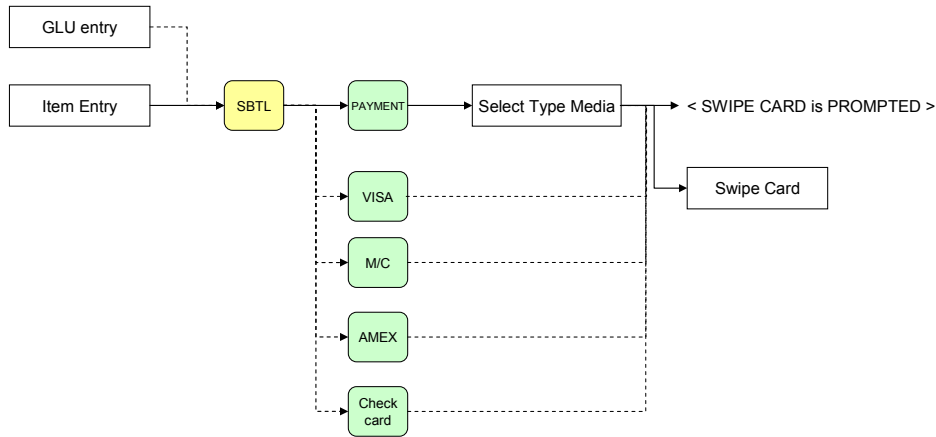 GLU entry
Item Entry
SBTL
PAYMENT
Select Type Media
< SWIPE CARD is PROMPTED >
Swipe Card
VISA
M/C
AMEX
Check
card